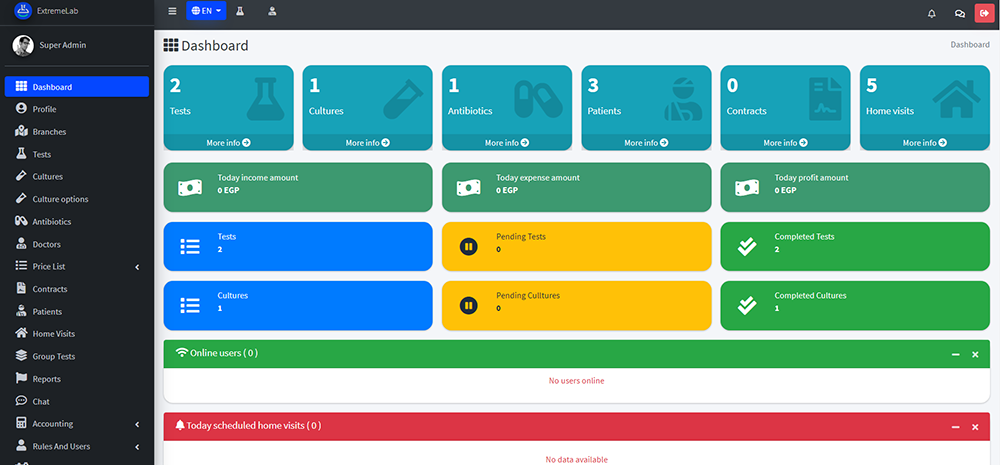 ExtremeLab
EN
Super Admin
Dashboard
Dashboard
Dashboard
Profile
Branches
Tests
Cultures
Culture options
Antibiotics
Doctors
Price List
Contracts
Patients
Home Visits
Group Tests
Reports
Chat
Accounting
Rules And Users
2
Tests
More info
1
Cultures
More info
1
Antibiotics
More info
3
Patients
More info
0
Contracts
More info
5
Home visits
More info
Today income amount
0 EGP
Today expense amount
0 EGP
Today profit amount
0 EGP
Tests
2
Pending Tests
0
Completed Tests
2
Cultures
1
Pending Cultures
0
Completed Cultures
1
Online users ( 0 )
No users online
Today scheduled home visits ( 0 )
No data available